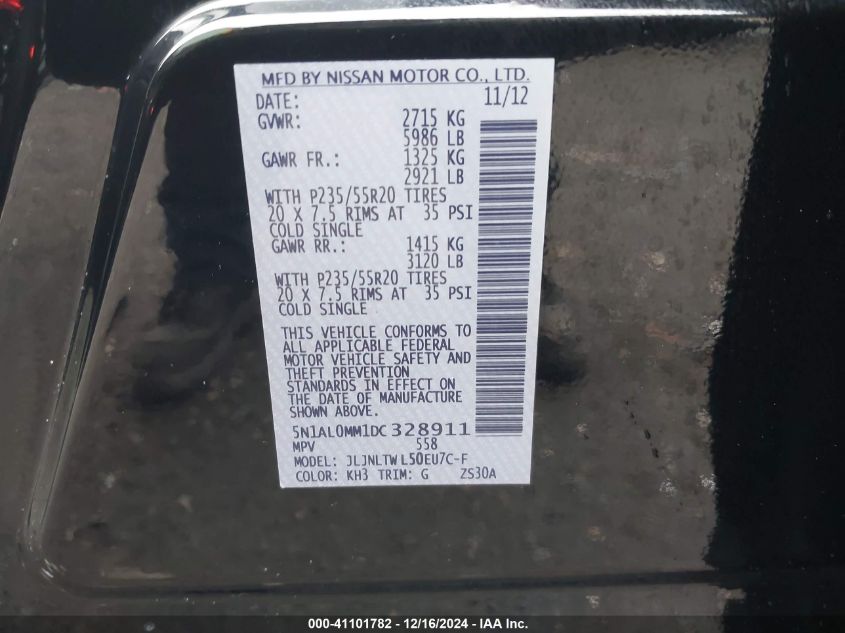 MFD BY NISSAN MOTOR CO., LTD.
DATE: 11/12
GVWR: 2715 KG
5986 LB
GAWR FR.: 1325 KG
2921 LB
WITH P235/55R20 TIRES
20 X 7.5 RIMS AT 35 PSI
COLD SINGLE
GAWR RR.: 1415 KG
3120 LB
WITH P235/55R20 TIRES
20 X 7.5 RIMS AT 35 PSI
COLD SINGLE
THIS VEHICLE CONFORMS TO
ALL APPLICABLE FEDERAL
MOTOR VEHICLE SAFETY AND
THEFT PREVENTION
STANDARDS IN EFFECT ON
THE DATE OF MANUFACTURE
SHOWN ABOVE.
5N1AL0MM1DC328911
MPV 558
MODEL: JLJNLTW L50EU7C-F
COLOR: KH3 TRIM: G ZS30A
000-41101782 - 12/16/2024 - IAA Inc.